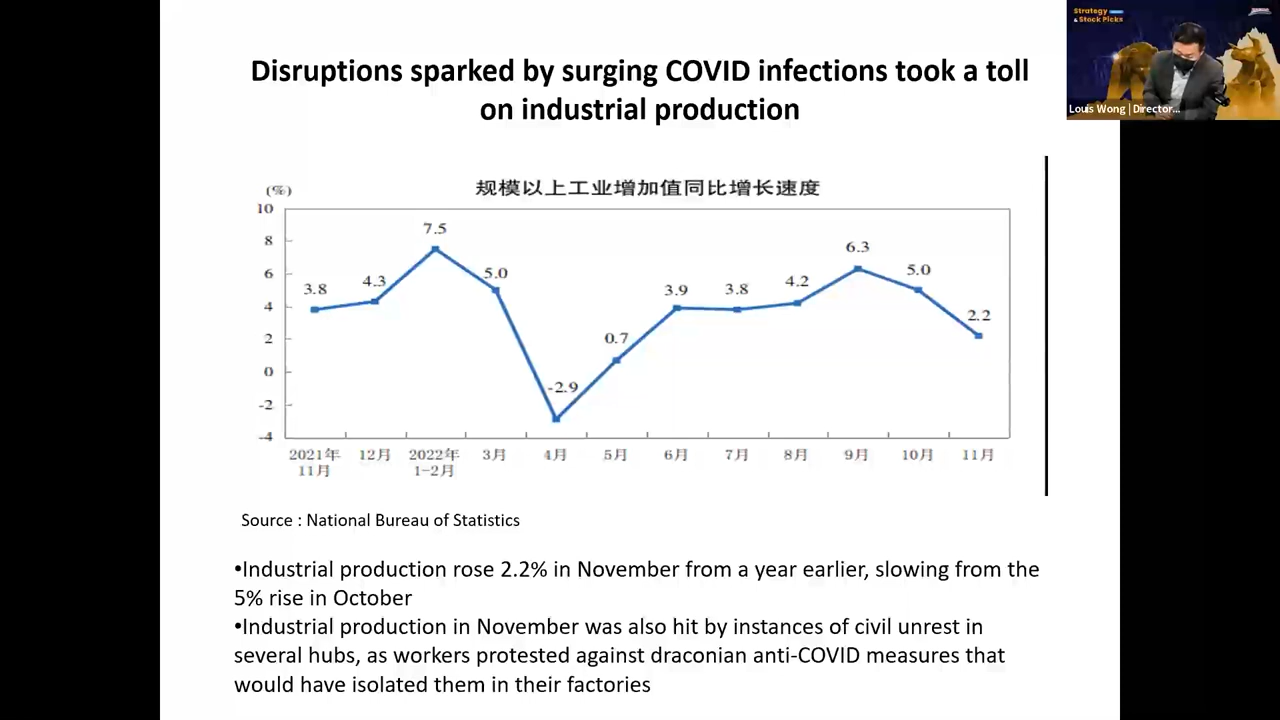 Strategy
& Stock Picks
Louis Wong | Director...
Disruptions sparked by surging COVID infections took a toll
on industrial production
规模以上工业增加值同比增长速度
(%)
10
8
6
4
2
0
-2
-4
3.8
4.3
7.5
5.0
-2.9
0.7
3.9
3.8
4.2
6.3
5.0
2.2
2021年 12月 2022年 3月 4月 5月 6月 7月 8月 9月 10月 11月
11月 1-2月
Source : National Bureau of Statistics
•Industrial production rose 2.2% in November from a year earlier, slowing from the
5% rise in October
•Industrial production in November was also hit by instances of civil unrest in
several hubs, as workers protested against draconian anti-COVID measures that
would have isolated them in their factories